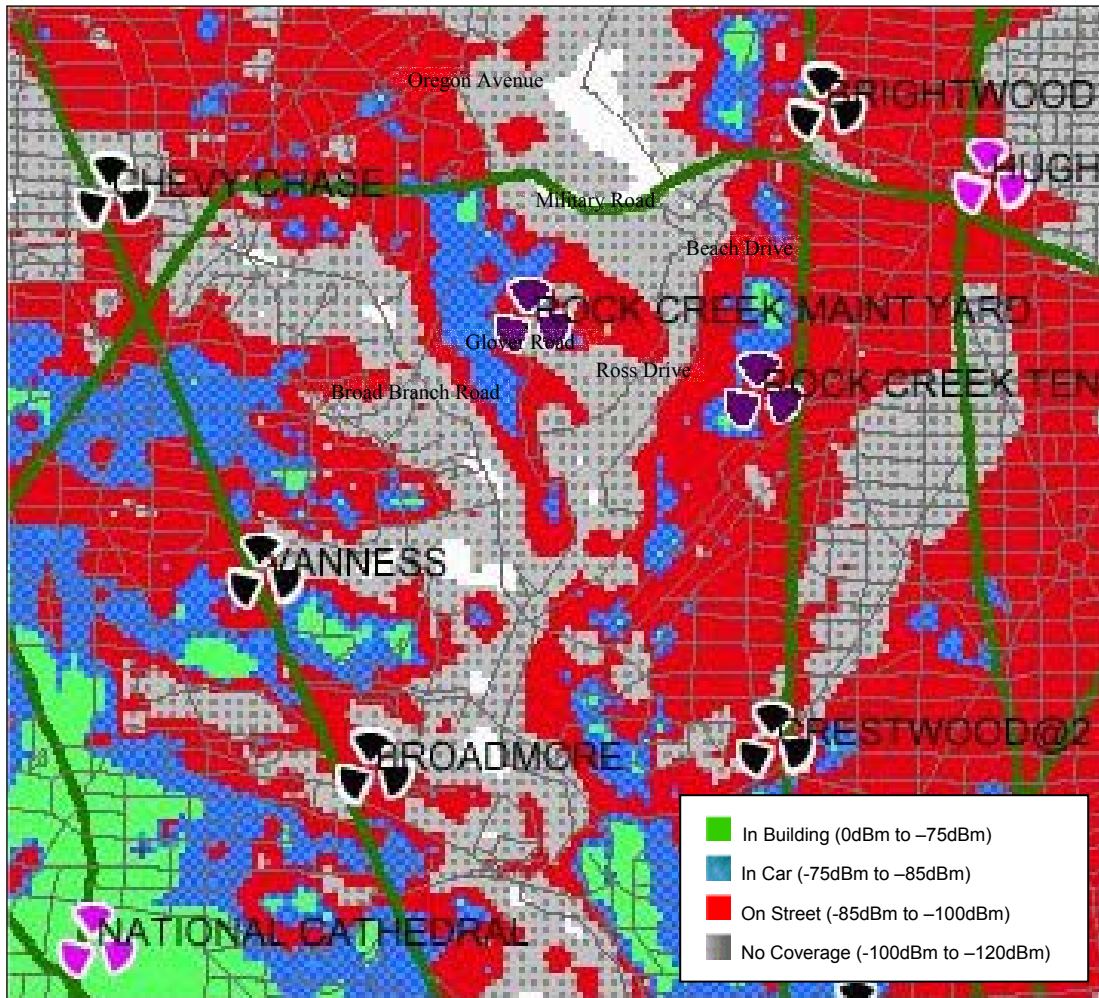 Oregon Avenue
BRIGHTWOOD
HUGH
CHEVY CHASE
Military Road
Beach Drive
ROCK CREEK MAINT YARD
Glover Road
Ross Drive
ROCK CREEK TEN
Broad Branch Road
VANNESS
CRESTWOOD@2
BROADMORE
In Building (0dBm to –75dBm)
In Car (-75dBm to –85dBm)
On Street (-85dBm to –100dBm)
No Coverage (-100dBm to –120dBm)
NATIONAL CATHEDRAL